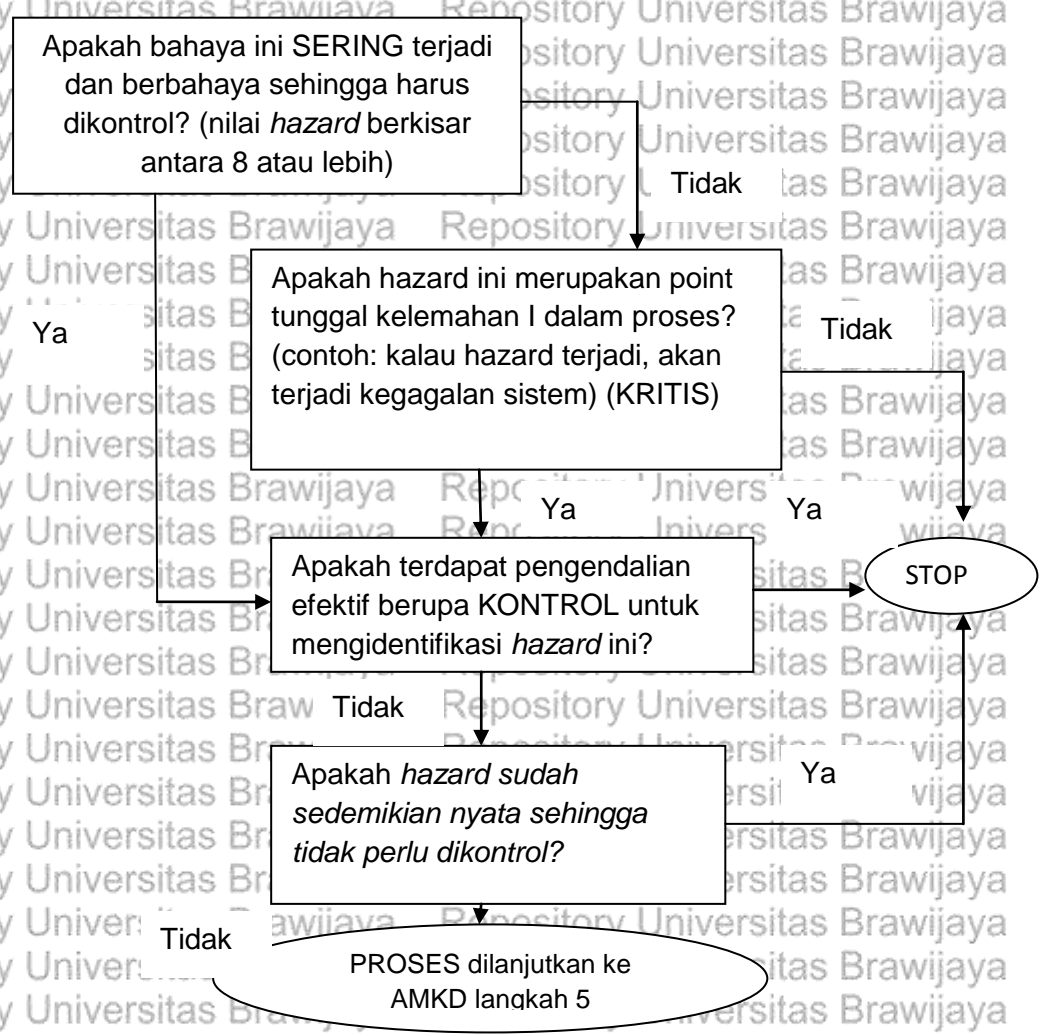 Apakah bahaya ini SERING terjadi
dan berbahaya sehingga harus
dikontrol? (nilai hazard berkisar
antara 8 atau lebih)
Tidak
Apakah hazard ini merupakan point
tunggal kelemahan I dalam proses?
(contoh: kalau hazard terjadi, akan
terjadi kegagalan sistem) (KRITIS)
Ya
Tidak
Ya
Ya
Apakah terdapat pengendalian
efektif berupa KONTROL untuk
mengidentifikasi hazard ini?
STOP
Tidak
Apakah hazard sudah
sedemikian nyata sehingga
tidak perlu dikontrol?
Ya
Tidak
PROSES dilanjutkan ke
AMKD langkah 5
Repository Universitas Brawijaya